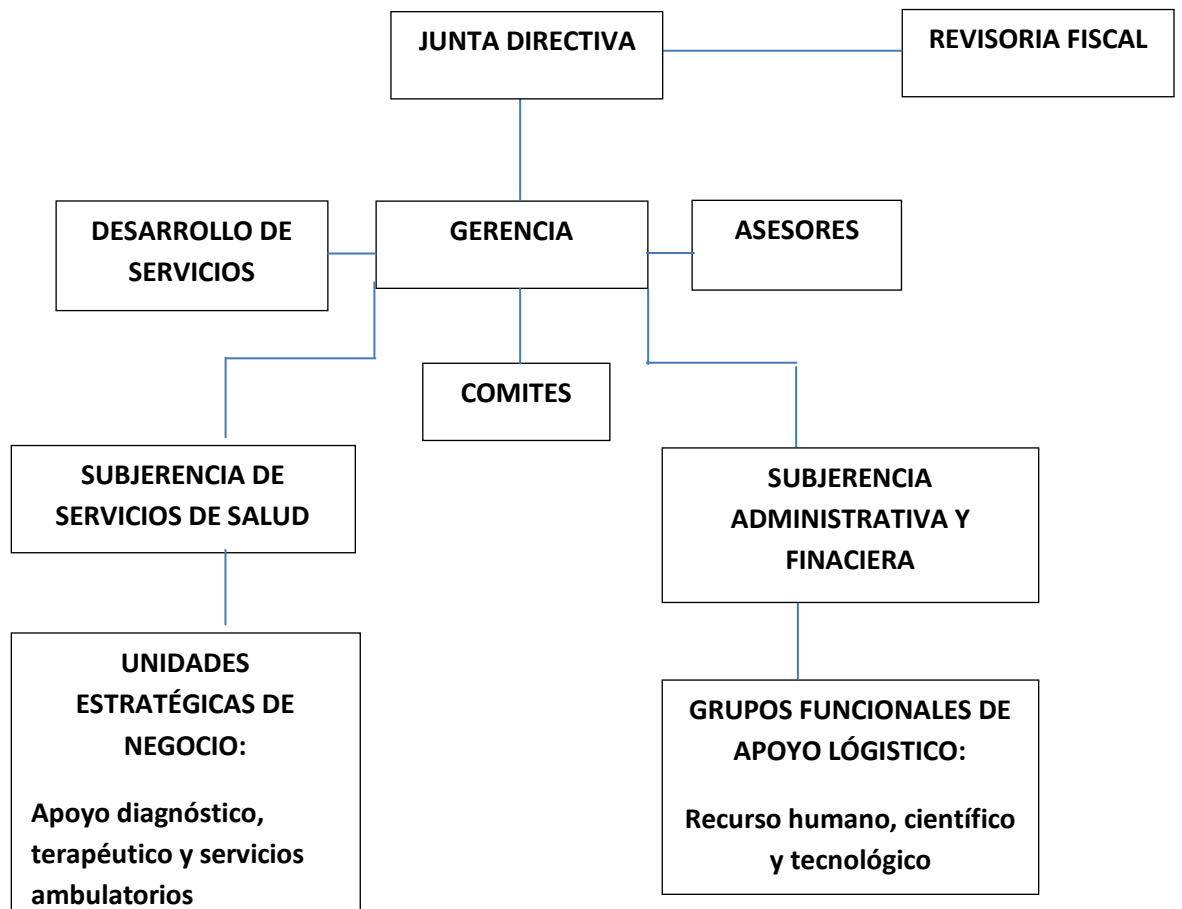 JUNTA DIRECTIVA
REVISORIA FISCAL
DESARROLLO DE
SERVICIOS
GERENCIA
ASESORES
COMITES
SUBJERENCIA DE
SERVICIOS DE SALUD
SUBJERENCIA
ADMINISTRATIVA Y
FINACIERA
UNIDADES
ESTRATÉGICAS DE
NEGOCIO:
Apoyo diagnóstico,
terapéutico y servicios
ambulatorios
GRUPOS FUNCIONALES DE
APOYO LÓGISTICO:
Recurso humano, científico
y tecnológico